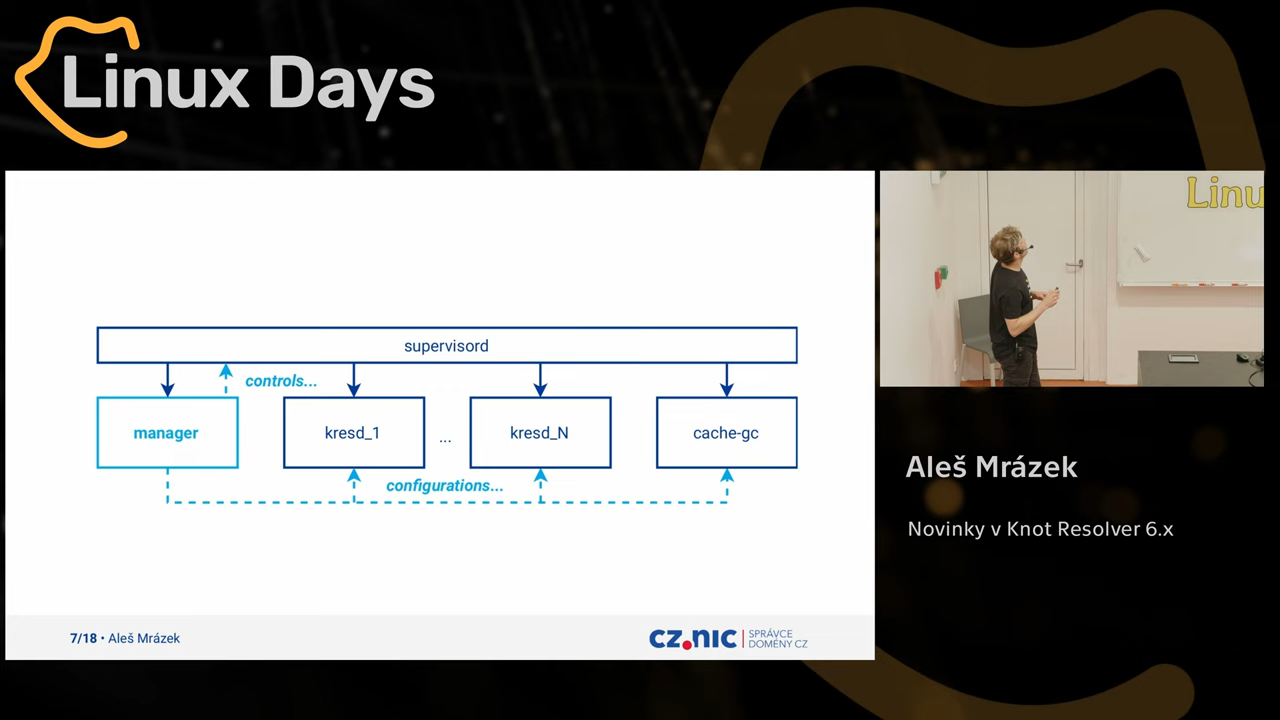 Linux Days
supervisord
controls...
manager
kresd_1
...
kresd_N
cache-gc
configurations...
7/18 • Aleš Mrázek
cz.nic
SPRÁVCE
DOMÉNY CZ
Linu
Aleš Mrázek
Novinky v Knot Resolver 6.x